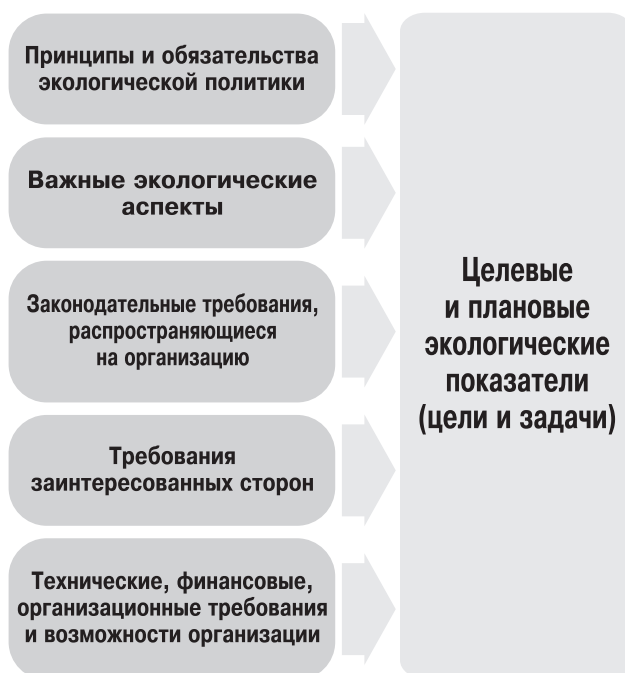 Принципы и обязательства
экологической политики
Важные экологические
аспекты
Законодательные требования,
распространяющиеся
на организацию
Требования
заинтересованных сторон
Технические, финансовые,
организационные требования
и возможности организации
Целевые
и плановые
экологические
показатели
(цели и задачи)